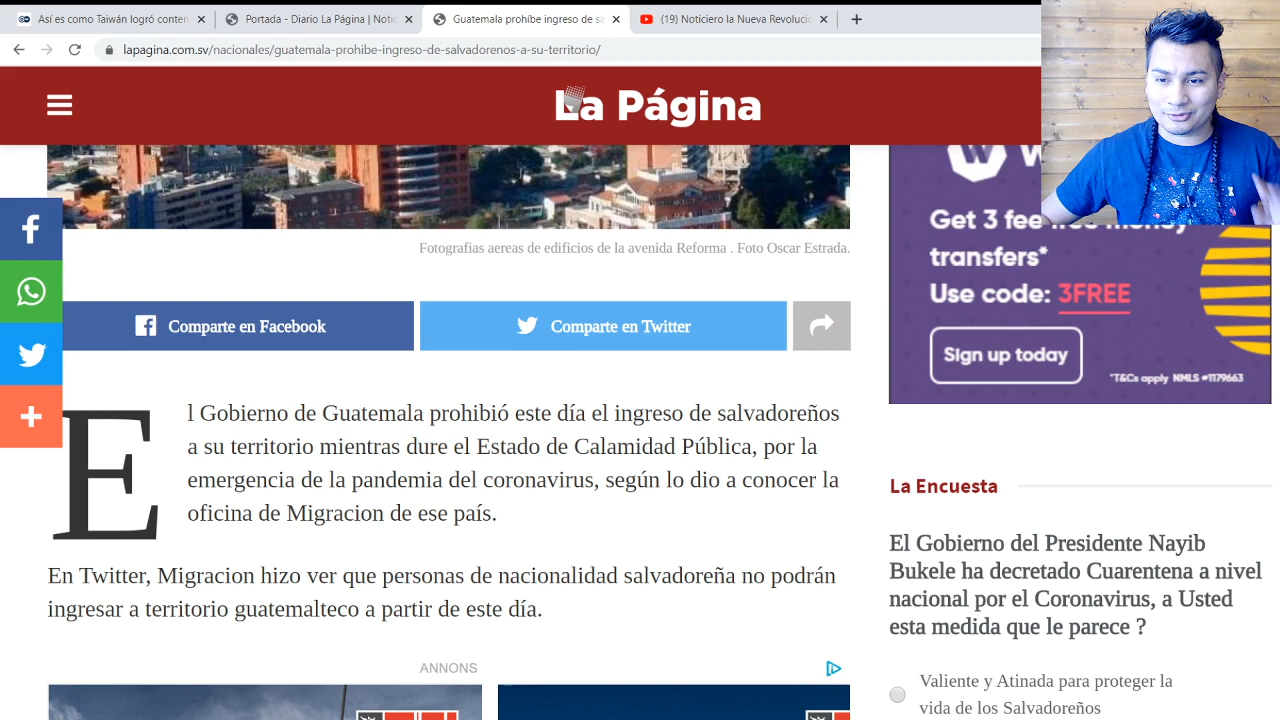 Así es como Taiwán logró conten
Portada - Diario La Página | Notic
Guatemala prohíbe ingreso de sa
(19) Noticiero la Nueva Revoluci
lapagina.com.sv/nacionales/guatemala-prohibe-ingreso-de-salvadorenos-a-su-territorio/
La Página
Fotografias aereas de edificios de la avenida Reforma . Foto Oscar Estrada.
Comparte en Facebook
Comparte en Twitter
El Gobierno de Guatemala prohibió este día el ingreso de salvadoreños
a su territorio mientras dure el Estado de Calamidad Pública, por la
emergencia de la pandemia del coronavirus, según lo dio a conocer la
oficina de Migracion de ese país.
En Twitter, Migracion hizo ver que personas de nacionalidad salvadoreña no podrán
ingresar a territorio guatemalteco a partir de este día.
ANNONS
W
Get 3 fee free money
transfers*
Use code: 3FREE
Sign up today
*T&Cs apply NMLS #1179663
La Encuesta
El Gobierno del Presidente Nayib
Bukele ha decretado Cuarentena a nivel
nacional por el Coronavirus, a Usted
esta medida que le parece ?
Valiente y Atinada para proteger la
vida de los Salvadoreños